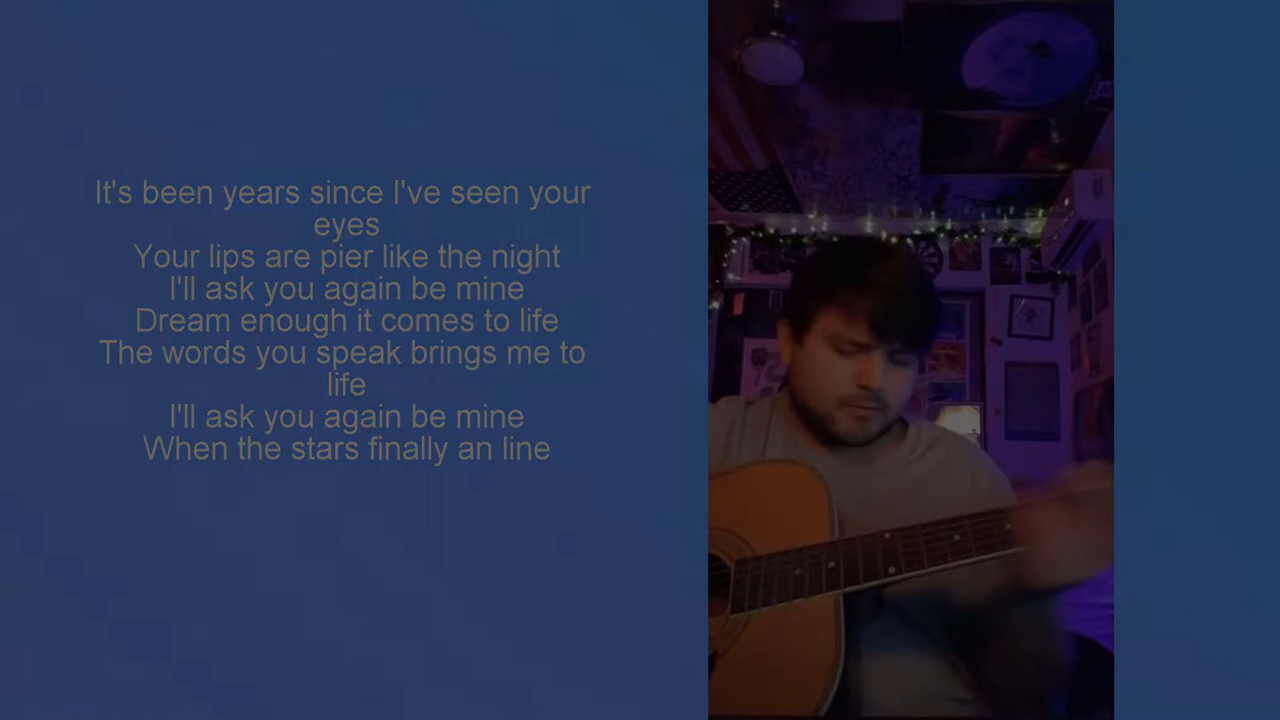 It's been years since I've seen your
eyes
Your lips are pier like the night
I'll ask you again be mine
Dream enough it comes to life
The words you speak brings me to
life
I'll ask you again be mine
When the stars finally an line